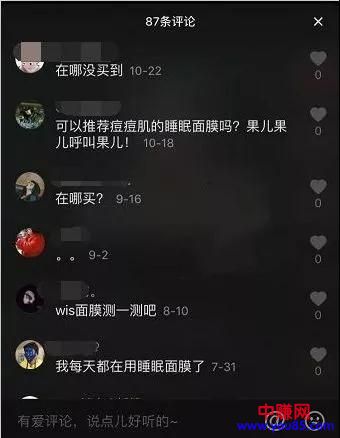 87条评论
在哪没买到 10-22
0
可以推荐痘痘肌的睡眠面膜吗？果儿果
儿呼叫果儿！ 10-18
0
在哪买？ 9-16
0
。。 9-2
0
wis面膜测一测吧 8-10
0
我每天都在用睡眠面膜了 7-31
0
有爱评论，说点儿好听的~
中赚网